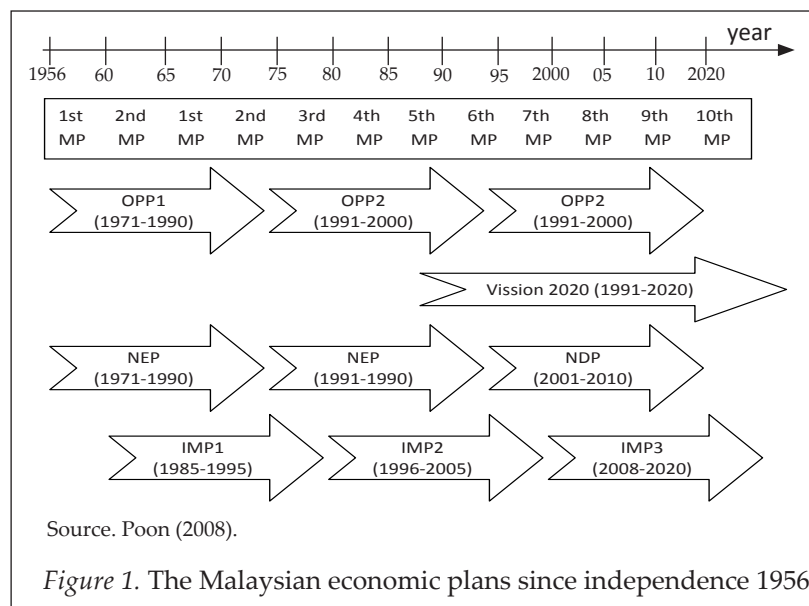 year
1956 60 65 70 75 80 85 90 95 2000 05 10 2020
1st 2nd 1st 2nd 3rd 4th 5th 6th 7th 8th 9th 10th
MP MP MP MP MP MP MP MP MP MP MP MP
OPP1 OPP2 OPP2
(1971-1990) (1991-2000) (1991-2000)
Vission 2020 (1991-2020)
NEP NEP NDP
(1971-1990) (1991-1990) (2001-2010)
IMP1 IMP2 IMP3
(1985-1995) (1996-2005) (2008-2020)
Source. Poon (2008).
Figure 1. The Malaysian economic plans since independence 1956